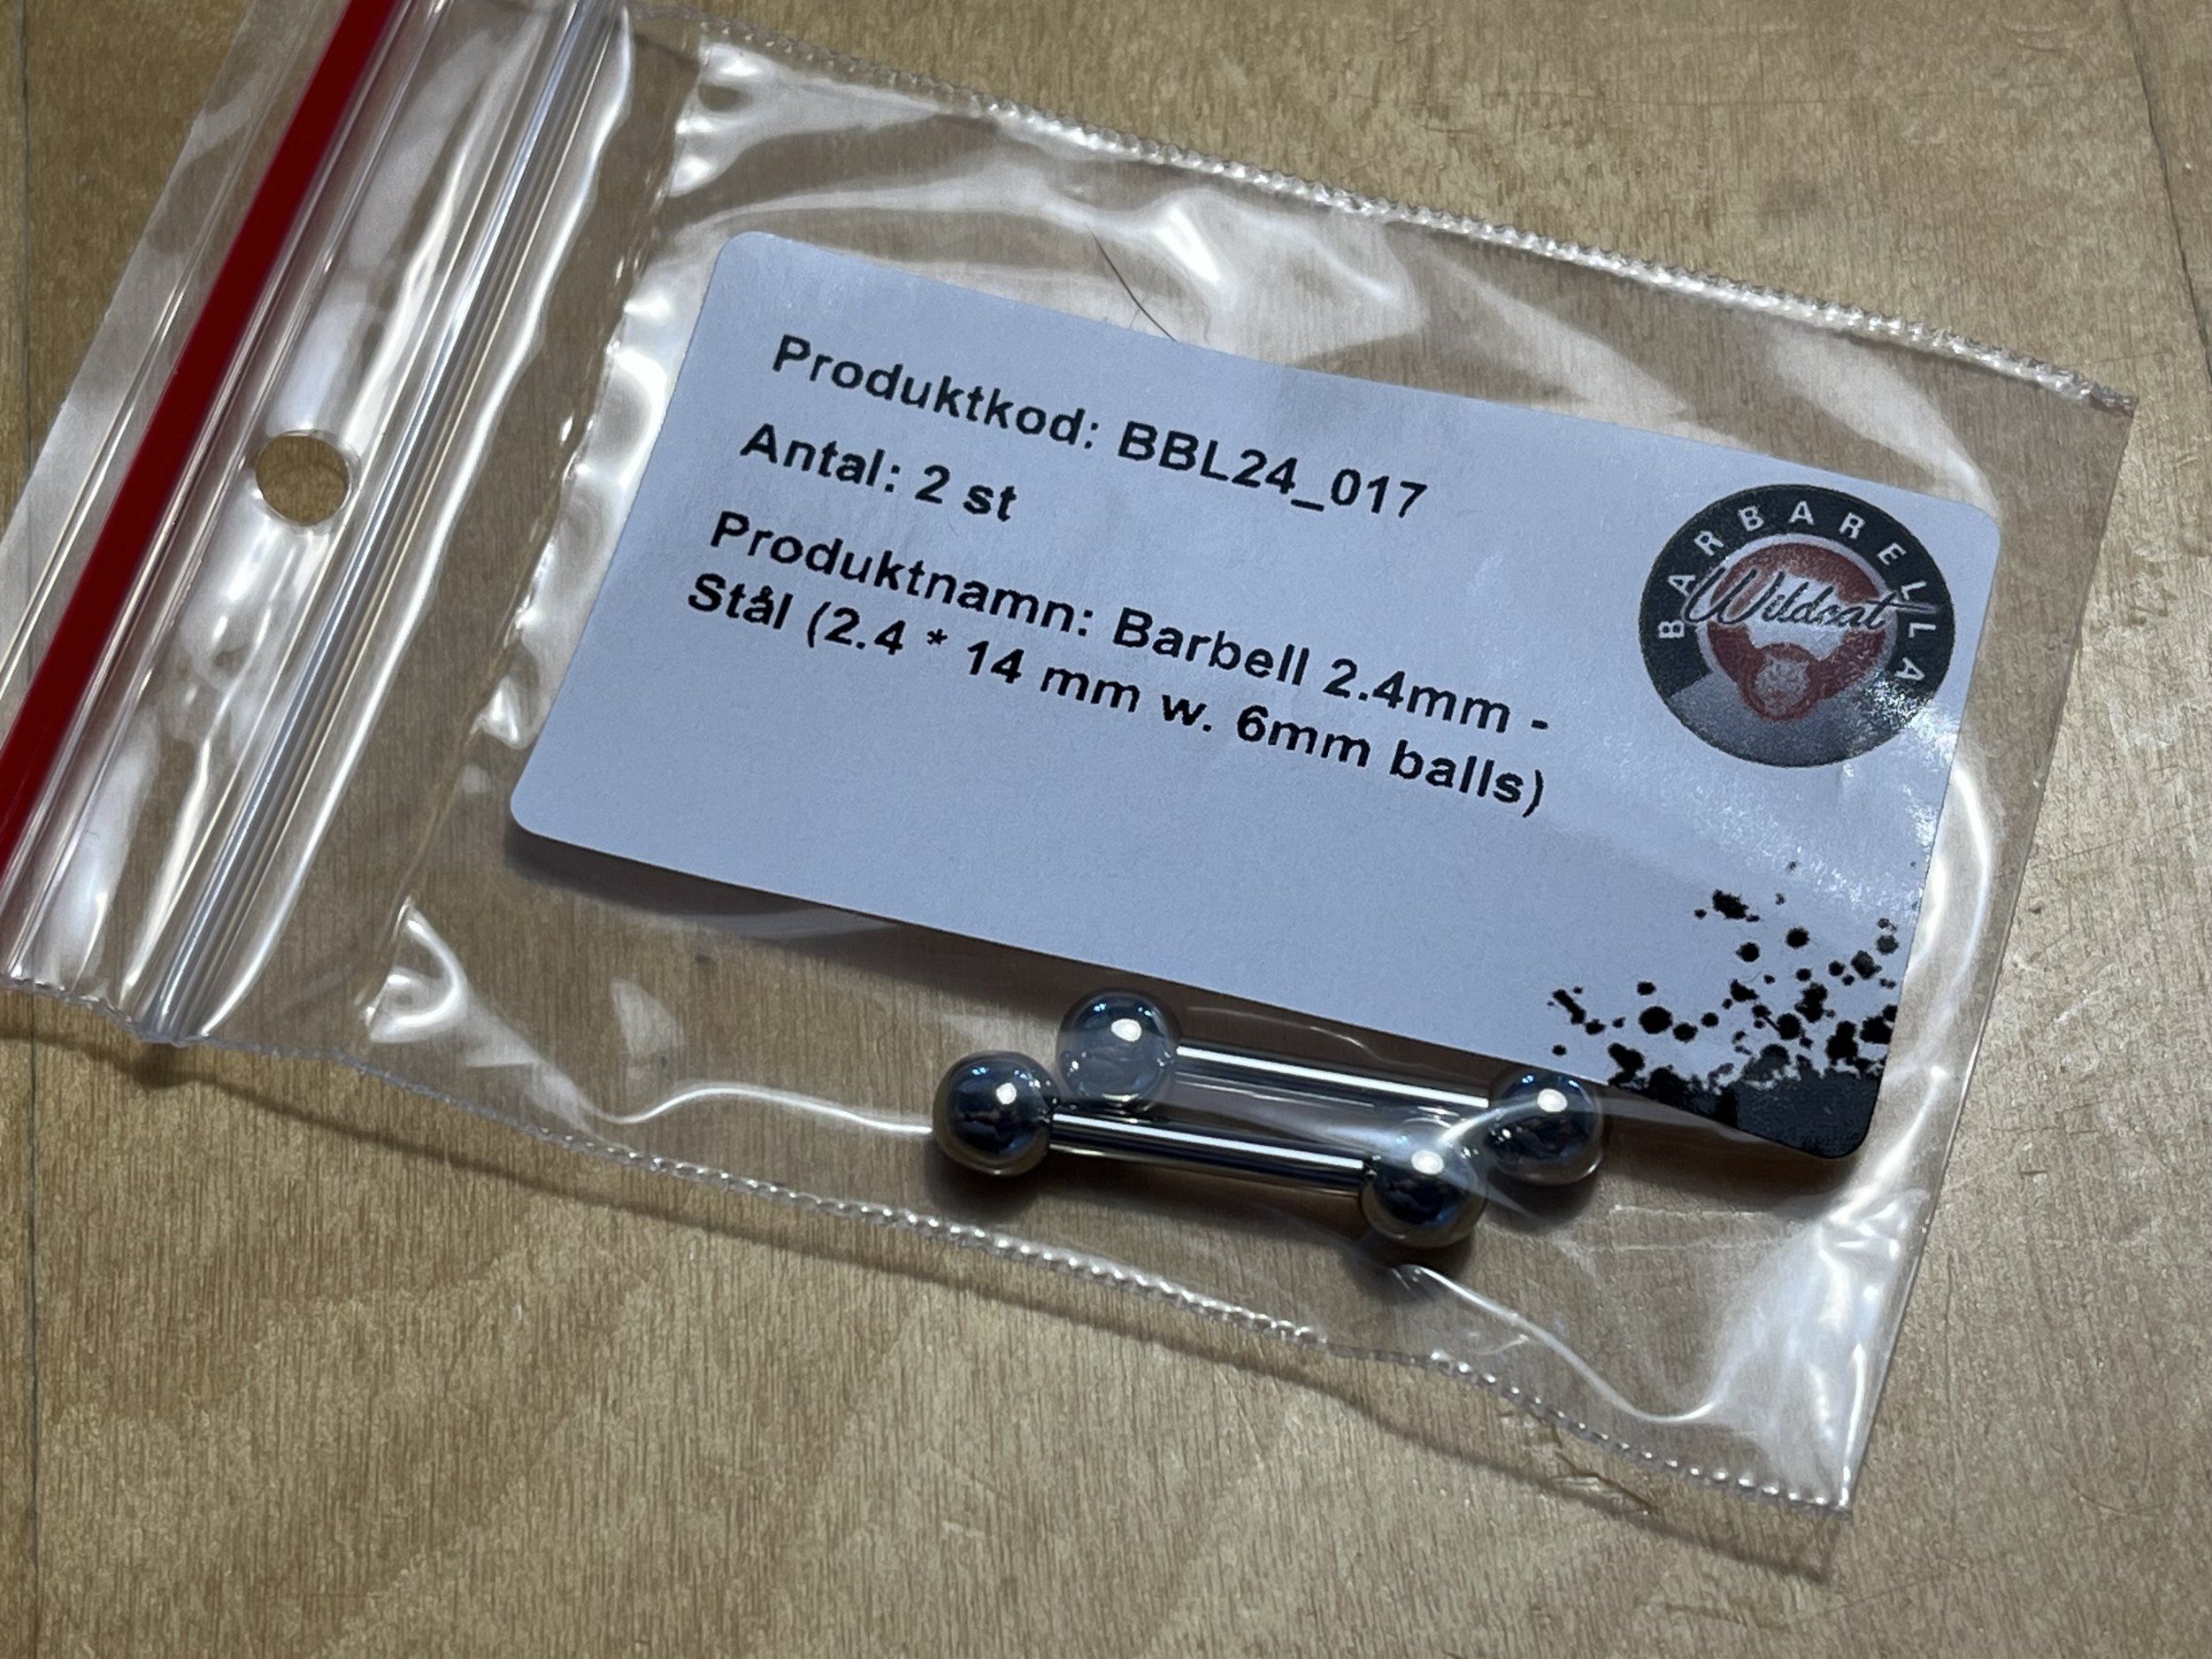 Produktkod: BBL24_017
Antal: 2 st
Produktnamn: Barbell 2.4mm -
Stål (2.4 * 14 mm w. 6mm balls)
BARBARELLA
Wildcat